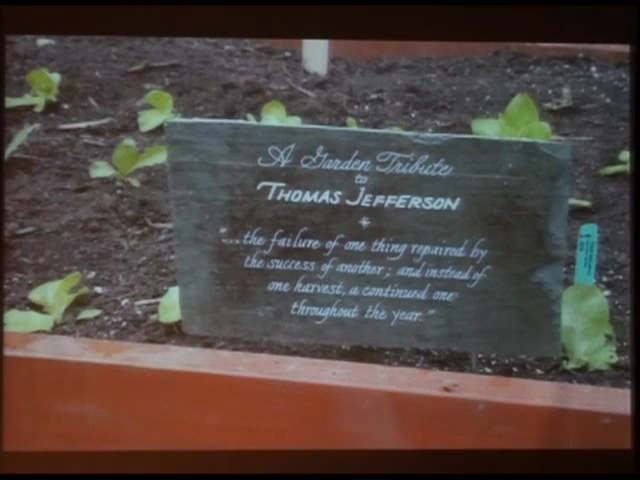 A Garden Tribute
to
THOMAS JEFFERSON
*
"...the failure of one thing repaired by
the success of another; and instead of
one harvest, a continued one
throughout the year."